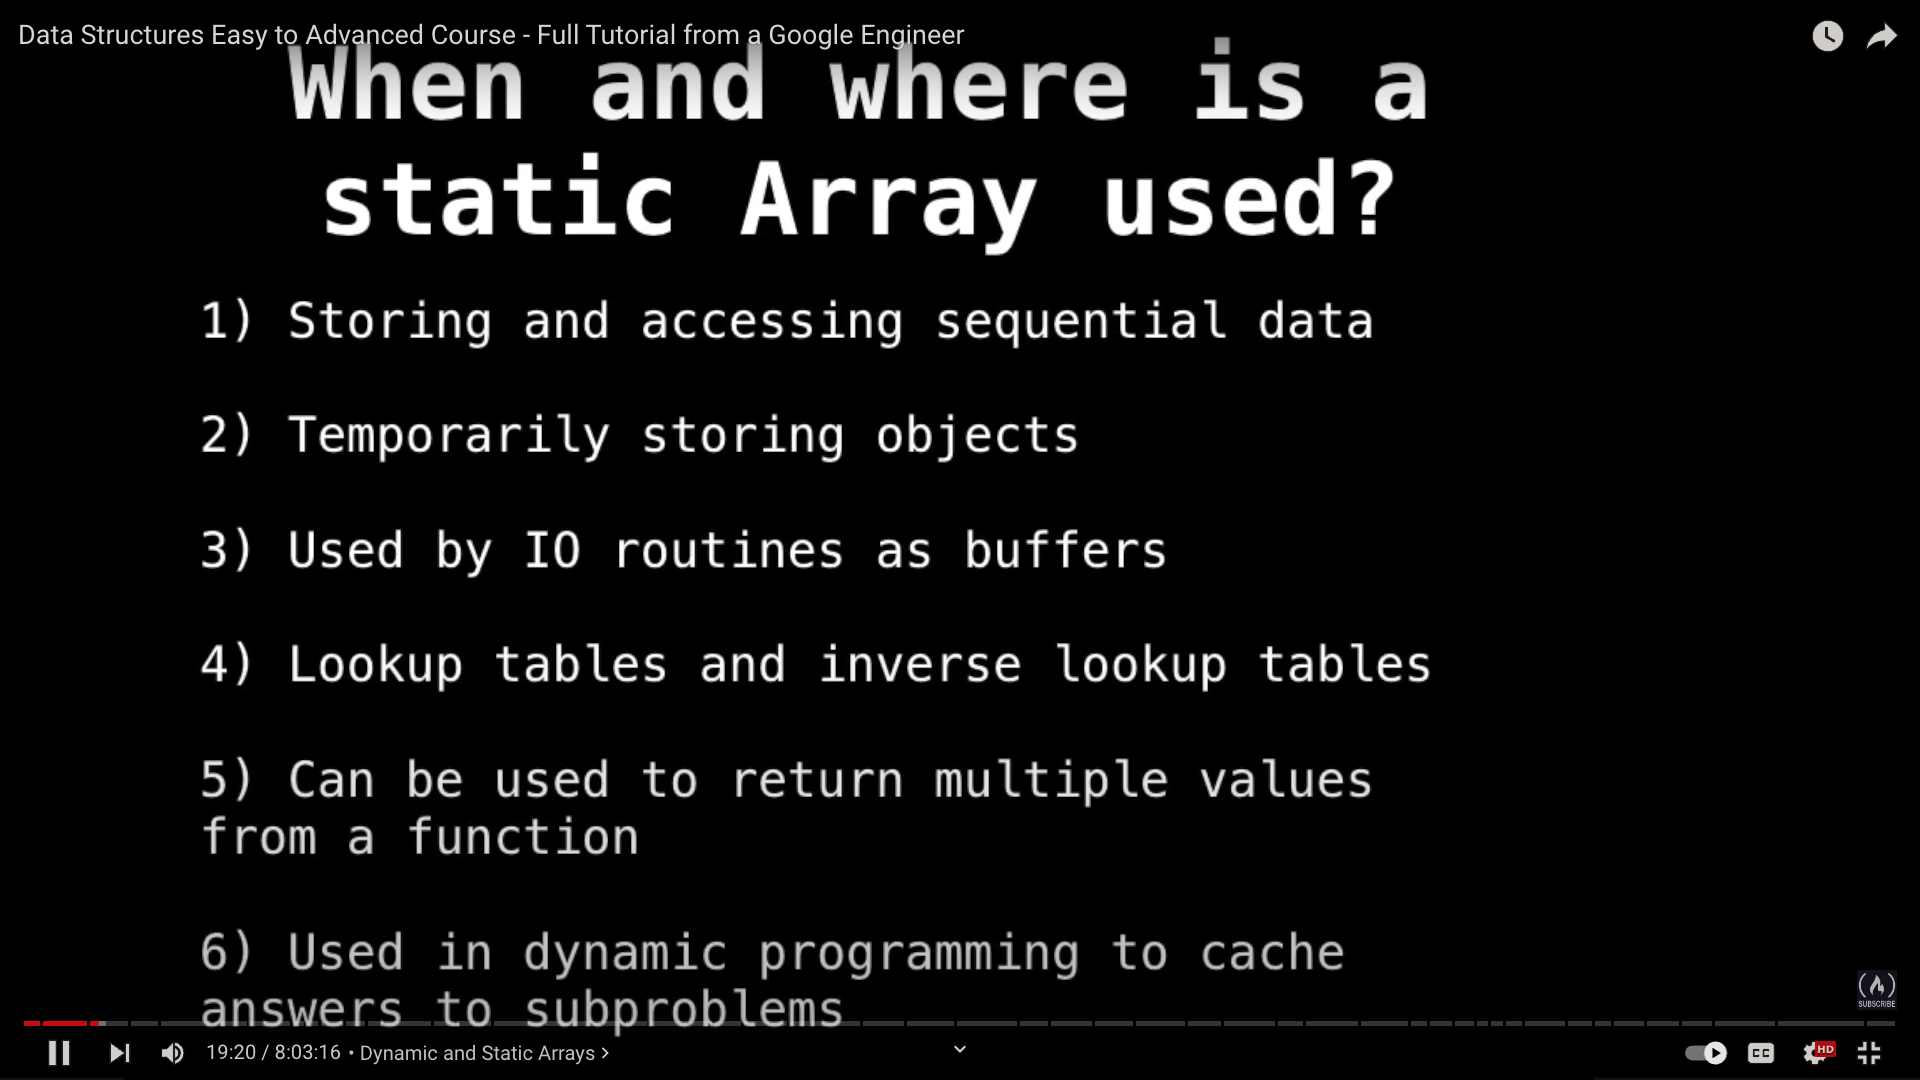 Data Structures Easy to Advanced Course - Full Tutorial from a Google Engineer
When and where is a
static Array used?
1) Storing and accessing sequential data
2) Temporarily storing objects
3) Used by IO routines as buffers
4) Lookup tables and inverse lookup tables
5) Can be used to return multiple values
from a function
6) Used in dynamic programming to cache
answers to subproblems
SUBSCRIBE
19:20 / 8:03:16 • Dynamic and Static Arrays >
CC
HD